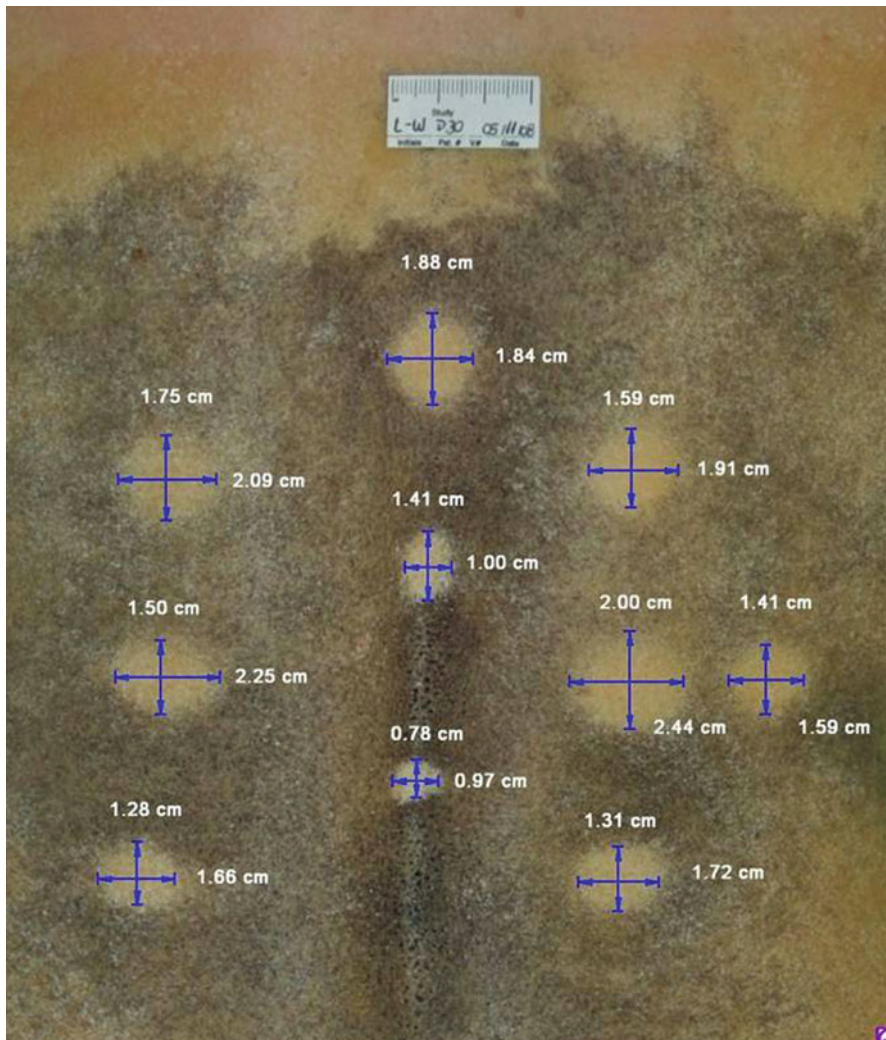 Study
L-W D30 05/11/08
Initials Pat. # V# Date
1.88 cm
1.84 cm
1.75 cm
1.59 cm
2.09 cm
1.91 cm
1.41 cm
1.00 cm
1.50 cm
2.00 cm
1.41 cm
2.25 cm
2.44 cm
1.59 cm
0.78 cm
0.97 cm
1.28 cm
1.31 cm
1.66 cm
1.72 cm